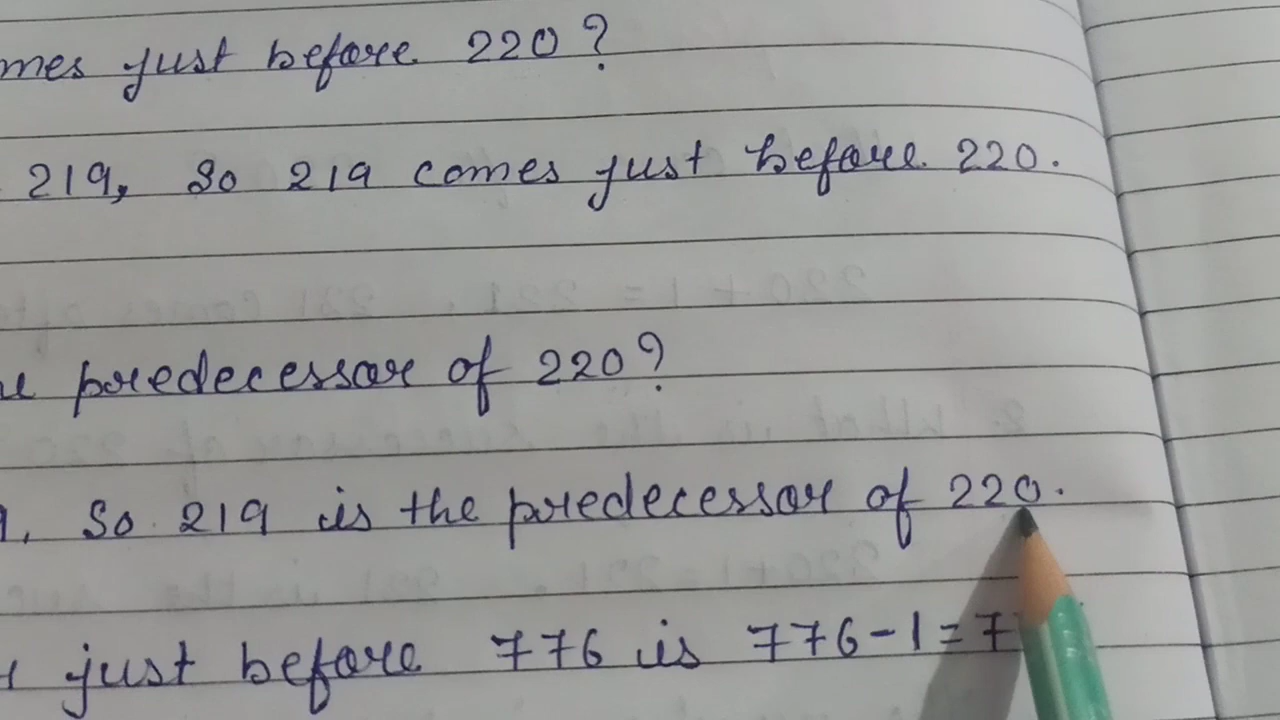 mes just before 220?
219, So 219 comes just before 220.
predecessor of 220?
. So 219 is the predecessor of 220.
just before 776 is 776-1=7